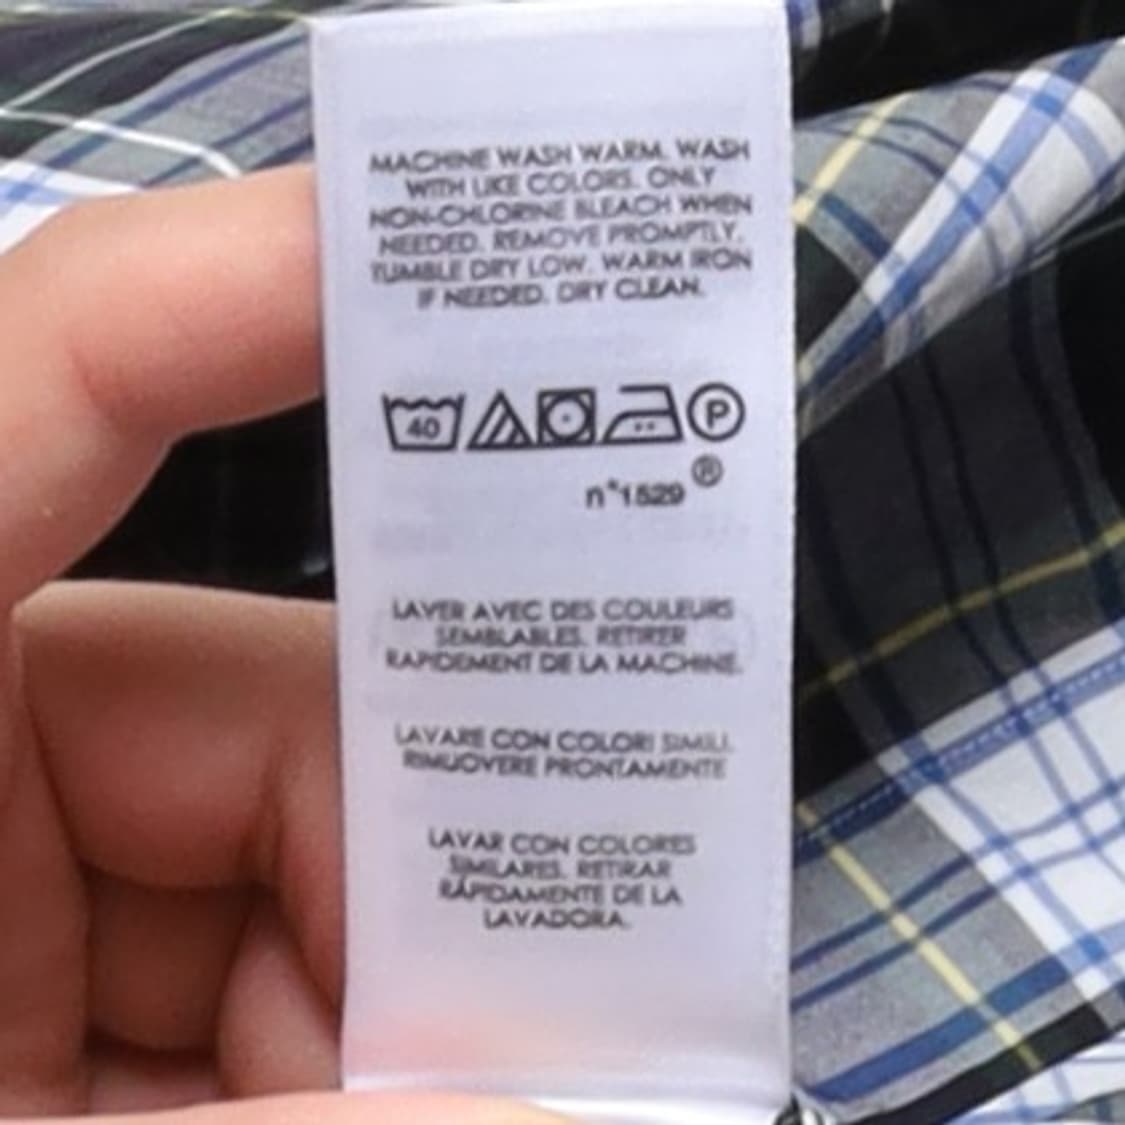 MACHINE WASH WARM. WASH
WITH LIKE COLORS. ONLY
NON-CHLORINE BLEACH WHEN
NEEDED. REMOVE PROMPTLY.
TUMBLE DRY LOW. WARM IRON
IF NEEDED. DRY CLEAN.
40 P
n°1529 ®
LAVER AVEC DES COULEURS
SEMBLABLES. RETIRER
RAPIDEMENT DE LA MACHINE.
LAVARE CON COLORI SIMILI.
RIMUOVERE PRONTAMENTE
LAVAR CON COLORES
SIMILARES. RETIRAR
RÁPIDAMENTE DE LA
LAVADORA.